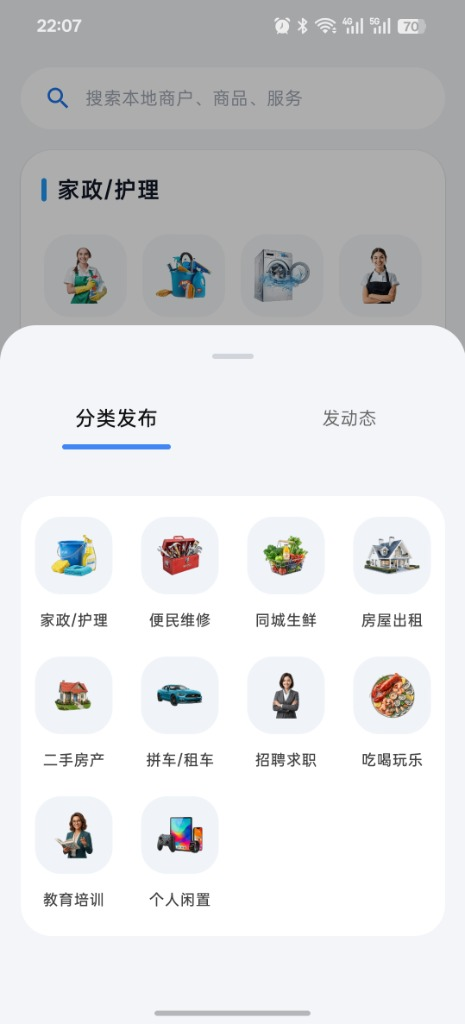 22:07
4G 5G 70
搜索本地商户、商品、服务
家政/护理
分类发布 发动态
家政/护理 便民维修 同城生鲜 房屋出租
二手房产 拼车/租车 招聘求职 吃喝玩乐
教育培训 个人闲置